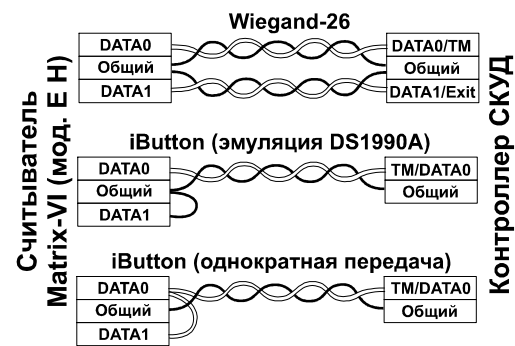 Wiegand-26
DATA0
Общий
DATA1
DATA0/TM
Общий
DATA1/Exit
iButton (эмуляция DS1990A)
DATA0
Общий
DATA1
TM/DATA0
Общий
iButton (однократная передача)
DATA0
Общий
DATA1
TM/DATA0
Общий
Считыватель
Matrix-VI (мод. E H)
Контроллер СКУД